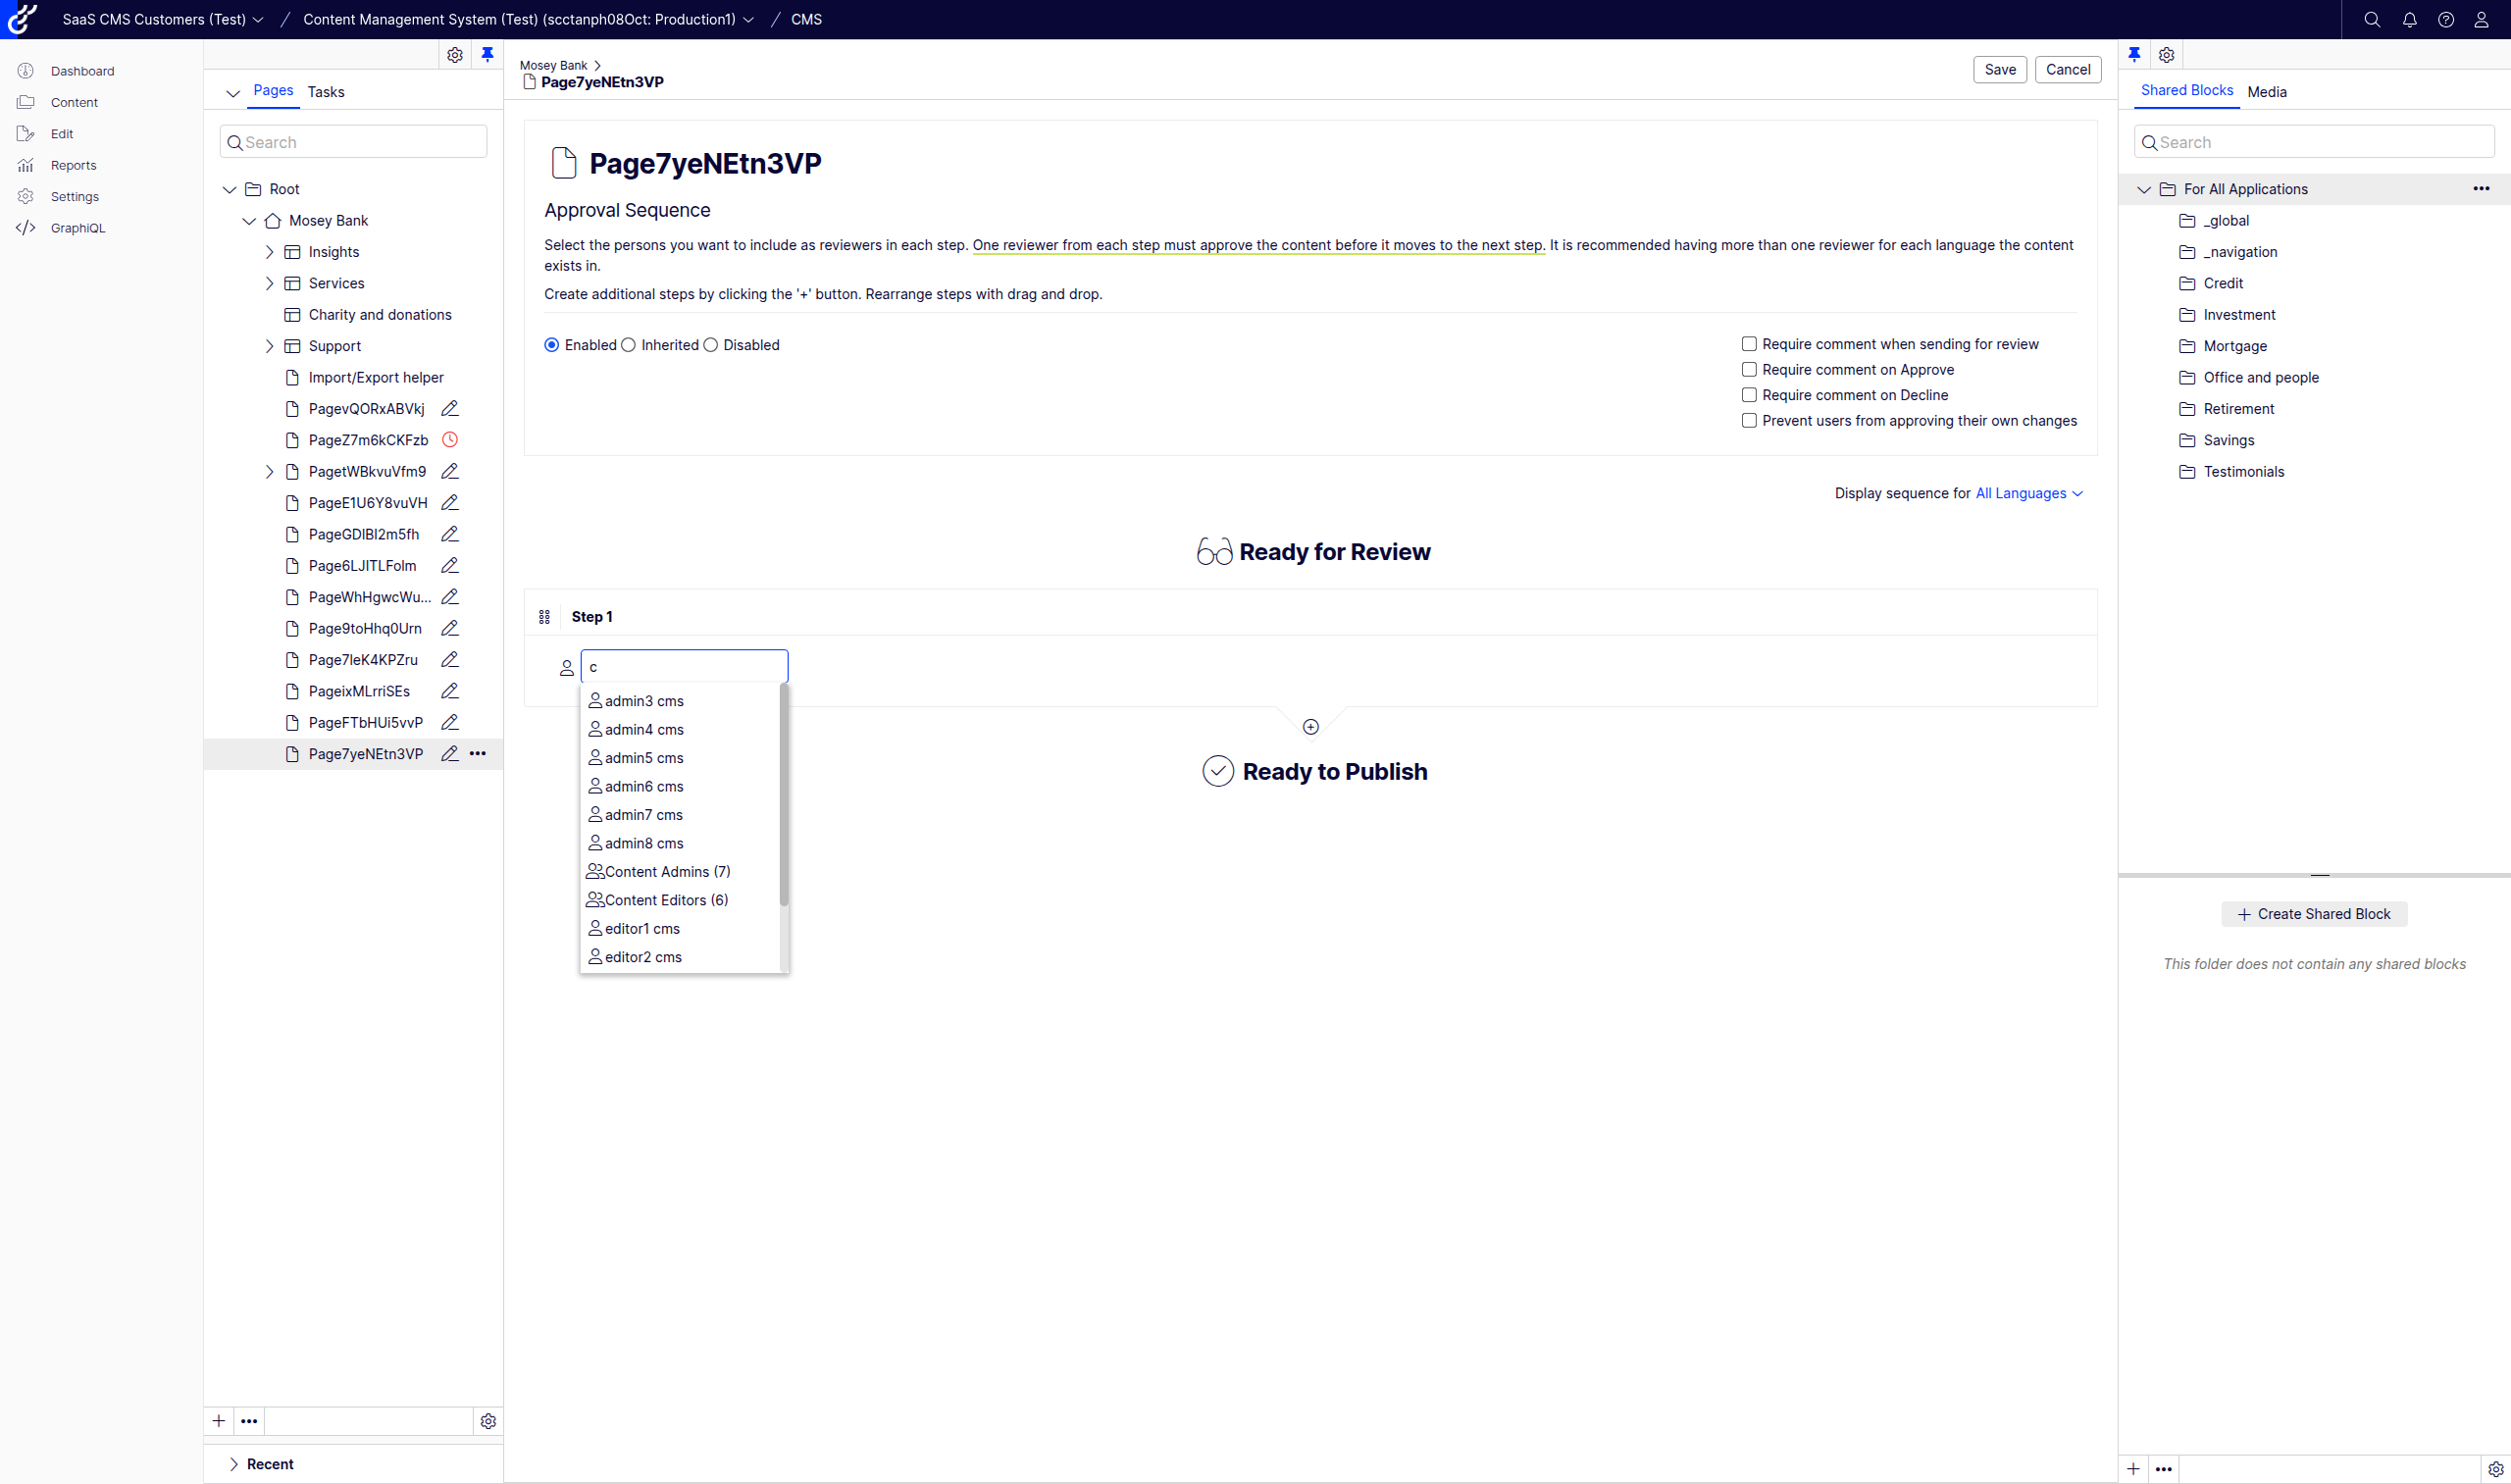 SaaS CMS Customers (Test) / Content Management System (Test) (scctanph08Oct: Production1) / CMS
Dashboard
Content
Edit
Reports
Settings
GraphiQL
Pages Tasks
Search
Root
Mosey Bank
Insights
Services
Charity and donations
Support
Import/Export helper
PagevQORxABVkj
PageZ7m6kCKFzb
PagetWBkvuVfm9
PageE1U6Y8vuVH
PageGDIBI2m5fh
Page6LJITLFolm
PageWhHgwcWu...
Page9toHhq0Urn
Page7leK4KPZru
PageixMLrriSEs
PageFTbHUi5vvP
Page7yeNEtn3VP
Recent
Mosey Bank
Page7yeNEtn3VP
Save Cancel
Page7yeNEtn3VP
Approval Sequence
Select the persons you want to include as reviewers in each step. One reviewer from each step must approve the content before it moves to the next step. It is recommended having more than one reviewer for each language the content
exists in.
Create additional steps by clicking the '+' button. Rearrange steps with drag and drop.
Enabled Inherited Disabled
Require comment when sending for review
Require comment on Approve
Require comment on Decline
Prevent users from approving their own changes
Display sequence for All Languages
Ready for Review
Step 1
c
admin3 cms
admin4 cms
admin5 cms
admin6 cms
admin7 cms
admin8 cms
Content Admins (7)
Content Editors (6)
editor1 cms
editor2 cms
Ready to Publish
Shared Blocks Media
Search
For All Applications
_global
_navigation
Credit
Investment
Mortgage
Office and people
Retirement
Savings
Testimonials
Create Shared Block
This folder does not contain any shared blocks